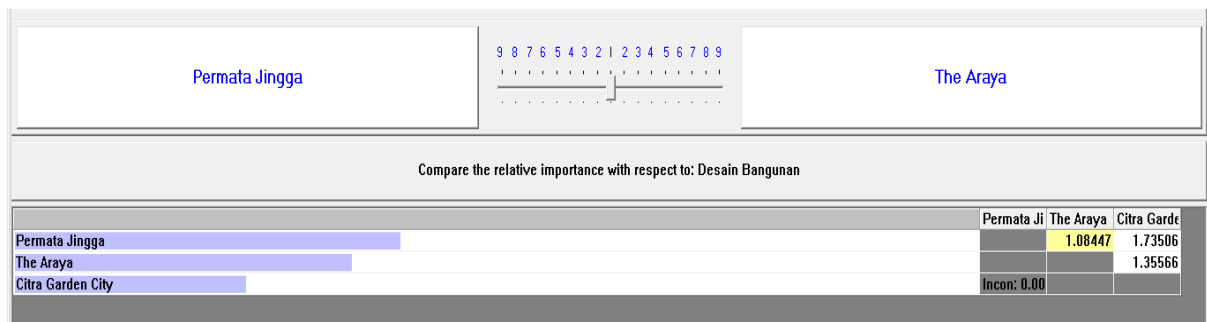 9 8 7 6 5 4 3 2 | 2 3 4 5 6 7 8 9
Permata Jingga The Araya
Compare the relative importance with respect to: Desain Bangunan
Permata Ji The Araya Citra Garde
Permata Jingga 1.08447 1.73506
The Araya 1.35566
Citra Garden City Incon: 0.00